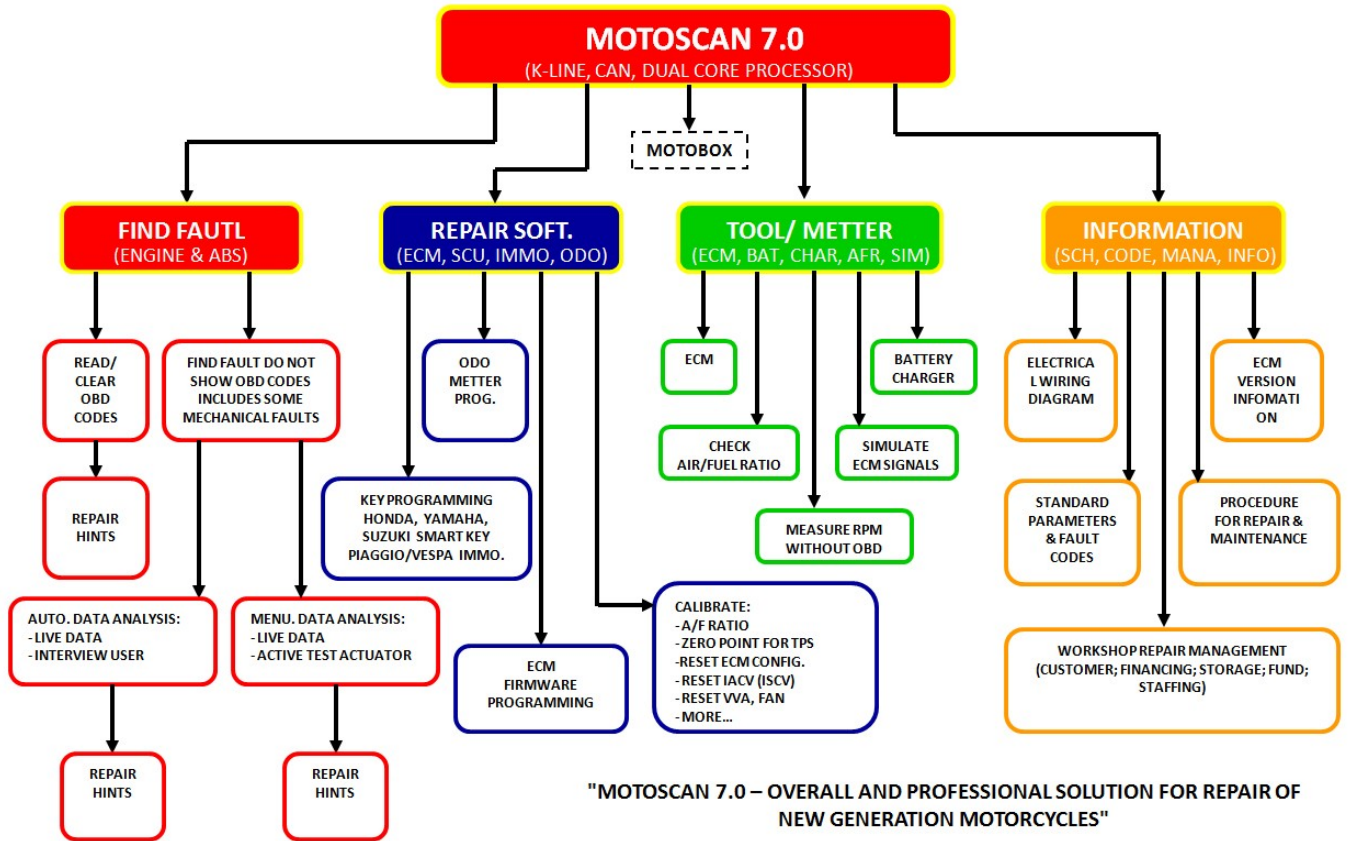 MOTOSCAN 7.0
(K-LINE, CAN, DUAL CORE PROCESSOR)
MOTOBOX
FIND FAUTL
(ENGINE & ABS)
REPAIR SOFT.
(ECM, SCU, IMMO, ODO)
TOOL/ METTER
(ECM, BAT, CHAR, AFR, SIM)
INFORMATION
(SCH, CODE, MANA, INFO)
READ/
CLEAR
OBD
CODES
FIND FAULT DO NOT
SHOW OBD CODES
INCLUDES SOME
MECHANICAL FAULTS
REPAIR
HINTS
AUTO. DATA ANALYSIS:
- LIVE DATA
- INTERVIEW USER
MENU. DATA ANALYSIS:
- LIVE DATA
- ACTIVE TEST ACTUATOR
REPAIR
HINTS
REPAIR
HINTS
ODO
METTER
PROG.
KEY PROGRAMMING
HONDA, YAMAHA,
SUZUKI SMART KEY
PIAGGIO/VESPA IMMO.
ECM
FIRMWARE
PROGRAMMING
CALIBRATE:
- A/F RATIO
- ZERO POINT FOR TPS
-RESET ECM CONFIG.
- RESET IACV (ISCV)
- RESET VVA, FAN
- MORE...
ECM
BATTERY
CHARGER
CHECK
AIR/FUEL RATIO
SIMULATE
ECM SIGNALS
MEASURE RPM
WITHOUT OBD
ELECTRICA
L WIRING
DIAGRAM
ECM
VERSION
INFOMATI
ON
STANDARD
PARAMETERS
& FAULT
CODES
PROCEDURE
FOR REPAIR &
MAINTENANCE
WORKSHOP REPAIR MANAGEMENT
(CUSTOMER; FINANCING; STORAGE; FUND;
STAFFING)
"MOTOSCAN 7.0 – OVERALL AND PROFESSIONAL SOLUTION FOR REPAIR OF
NEW GENERATION MOTORCYCLES"